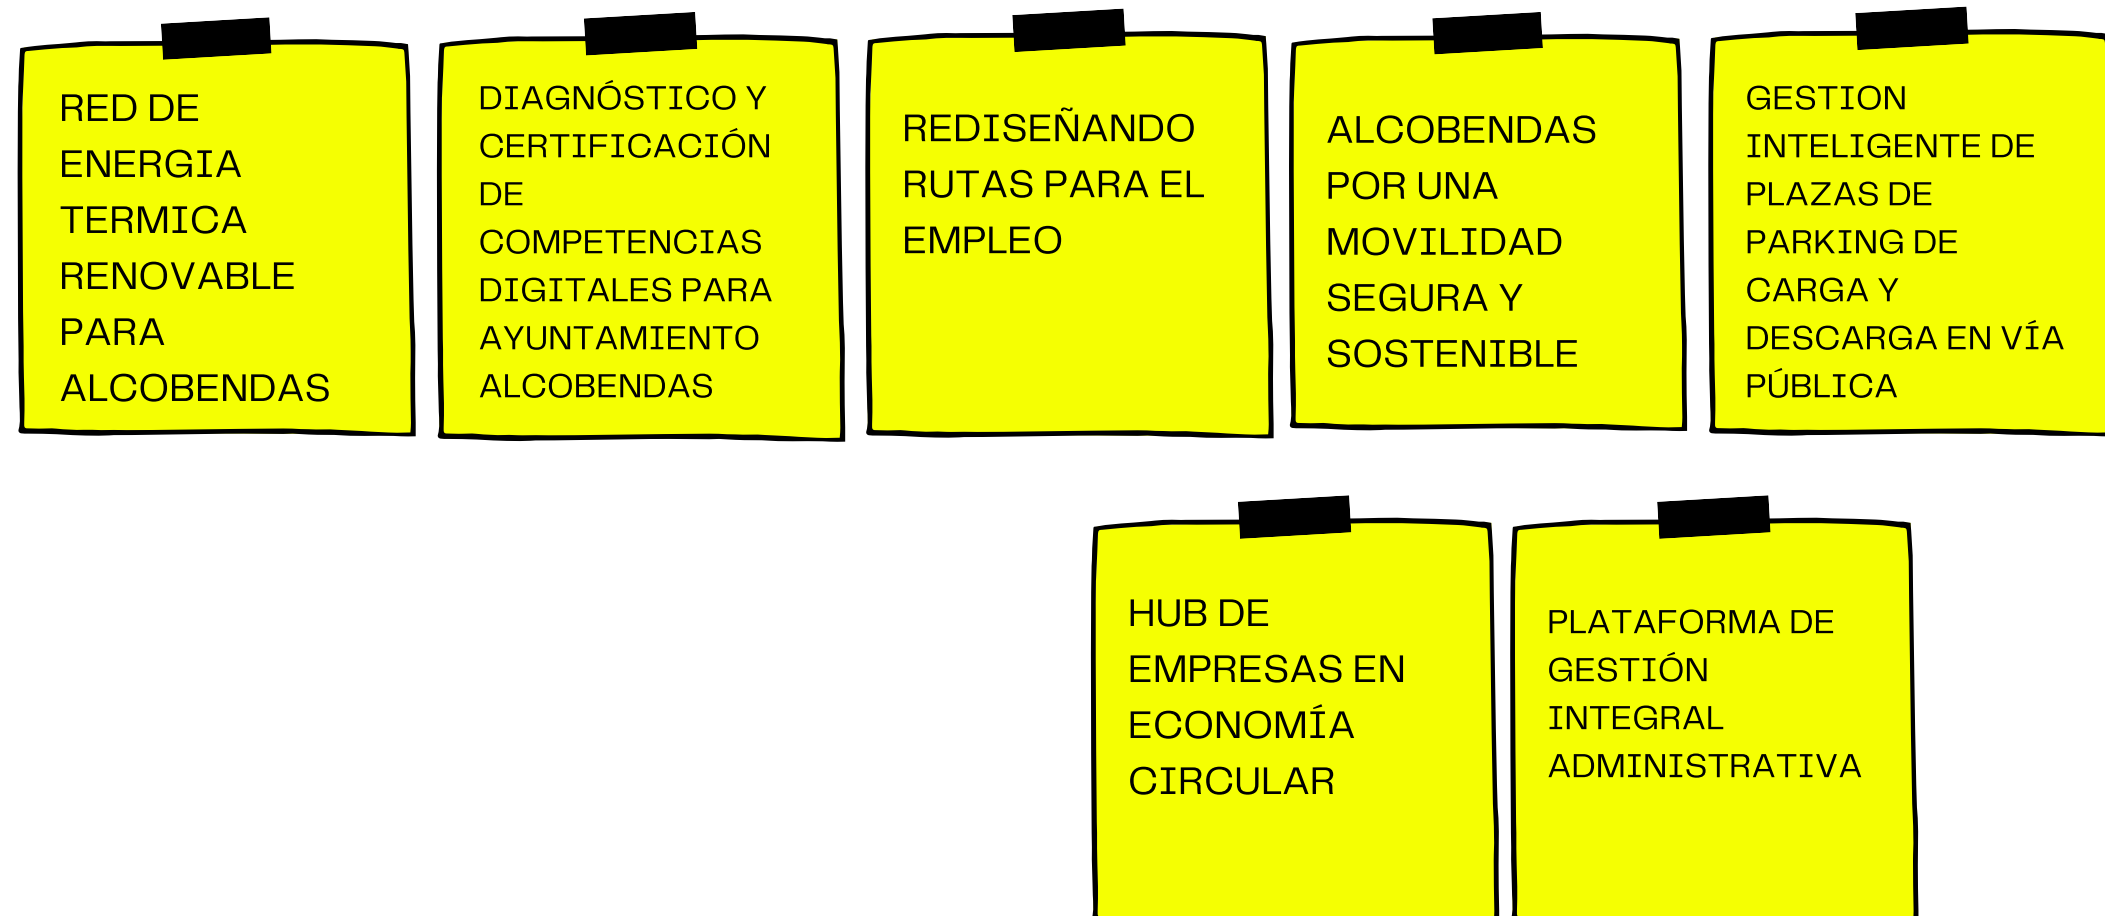 RED DE
ENERGIA
TERMICA
RENOVABLE
PARA
ALCOBENDAS
DIAGNÓSTICO Y
CERTIFICACIÓN
DE
COMPETENCIAS
DIGITALES PARA
AYUNTAMIENTO
ALCOBENDAS
REDISEÑANDO
RUTAS PARA EL
EMPLEO
ALCOBENDAS
POR UNA
MOVILIDAD
SEGURA Y
SOSTENIBLE
GESTION
INTELIGENTE DE
PLAZAS DE
PARKING DE
CARGA Y
DESCARGA EN VÍA
PÚBLICA
HUB DE
EMPRESAS EN
ECONOMÍA
CIRCULAR
PLATAFORMA DE
GESTIÓN
INTEGRAL
ADMINISTRATIVA